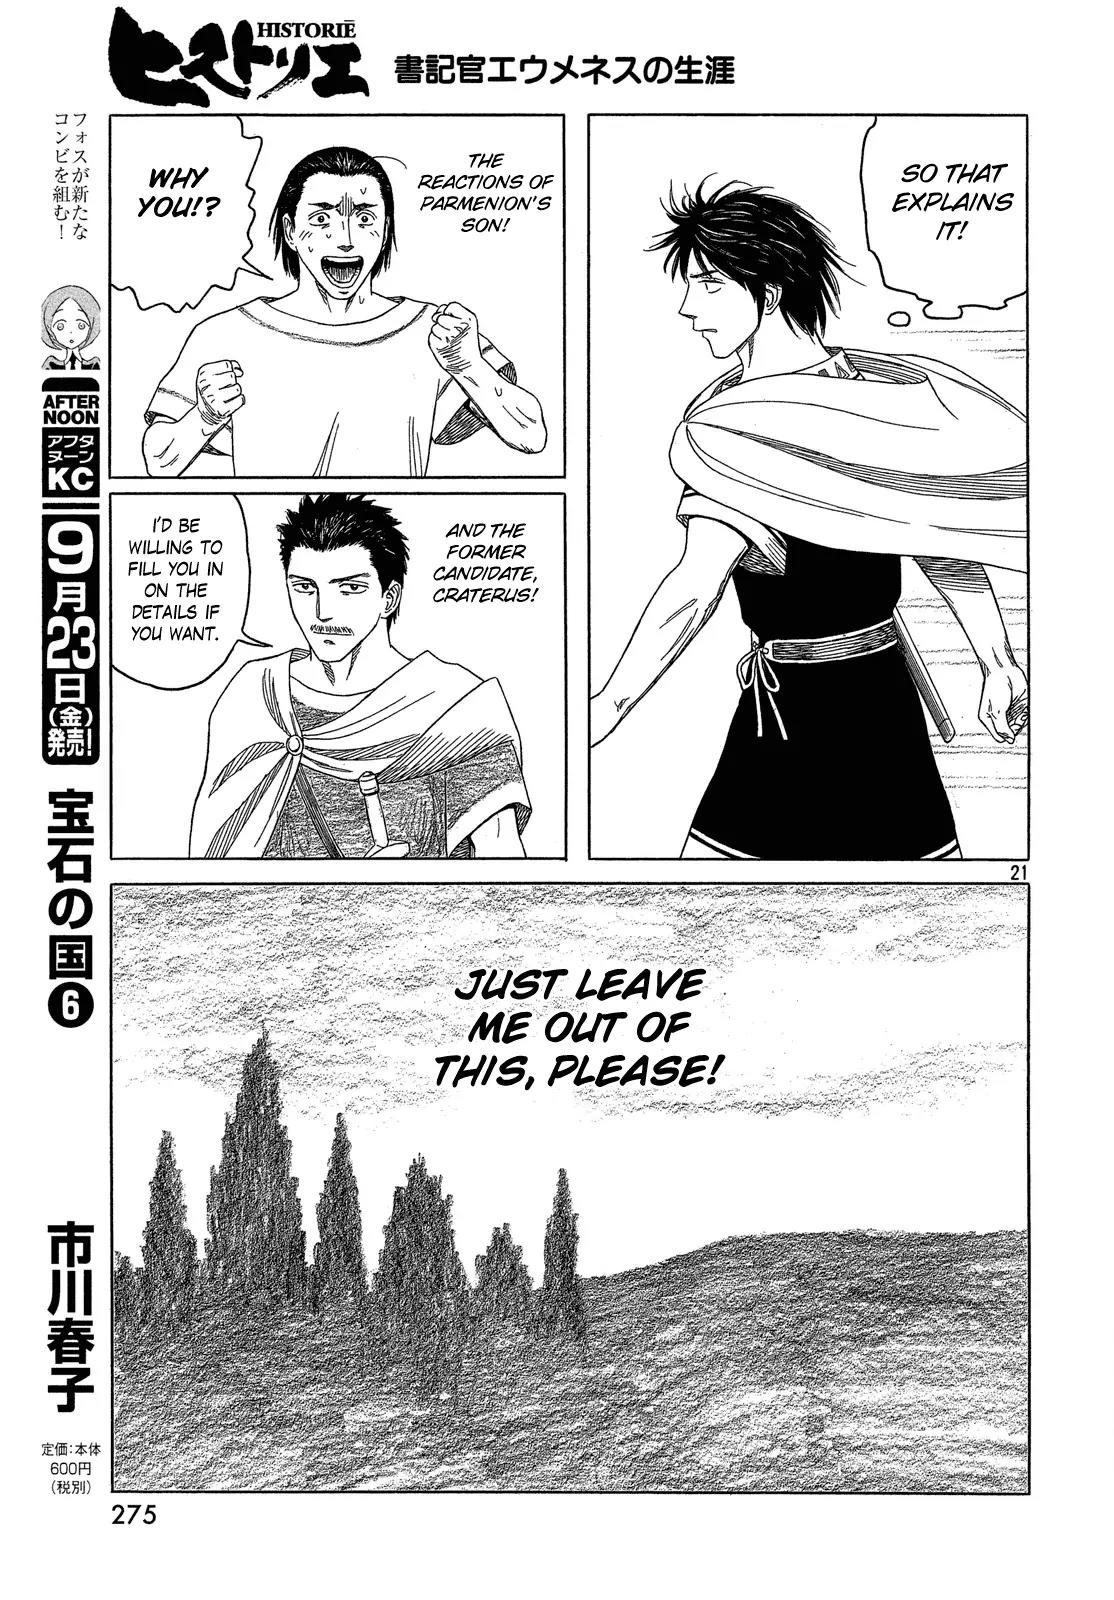 ヒストリエ
HISTORIĒ
書記官エウメネスの生涯
SO THAT
EXPLAINS
IT!
THE
REACTIONS OF
PARMENION'S
SON!
WHY
YOU!?
AND THE
FORMER
CANDIDATE,
CRATERUS!
I'D BE
WILLING TO
FILL YOU IN
ON THE
DETAILS IF
YOU WANT.
21
JUST LEAVE
ME OUT OF
THIS, PLEASE!
フォスが新たな
コンビを組む!
AFTER
NOON
アフタ
ヌーン
KC
9月23日(金)発売!
宝石の国❻
市川春子
定価:本体
600円
(税別)
275